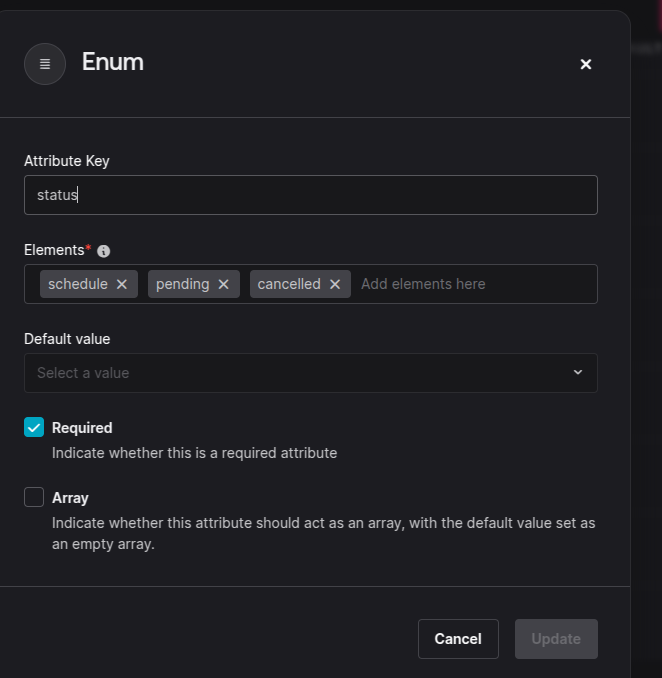 Enum
Attribute Key
status
Elements*
schedule pending cancelled Add elements here
Default value
Select a value
Required
Indicate whether this is a required attribute
Array
Indicate whether this attribute should act as an array, with the default value set as
an empty array.
Cancel Update